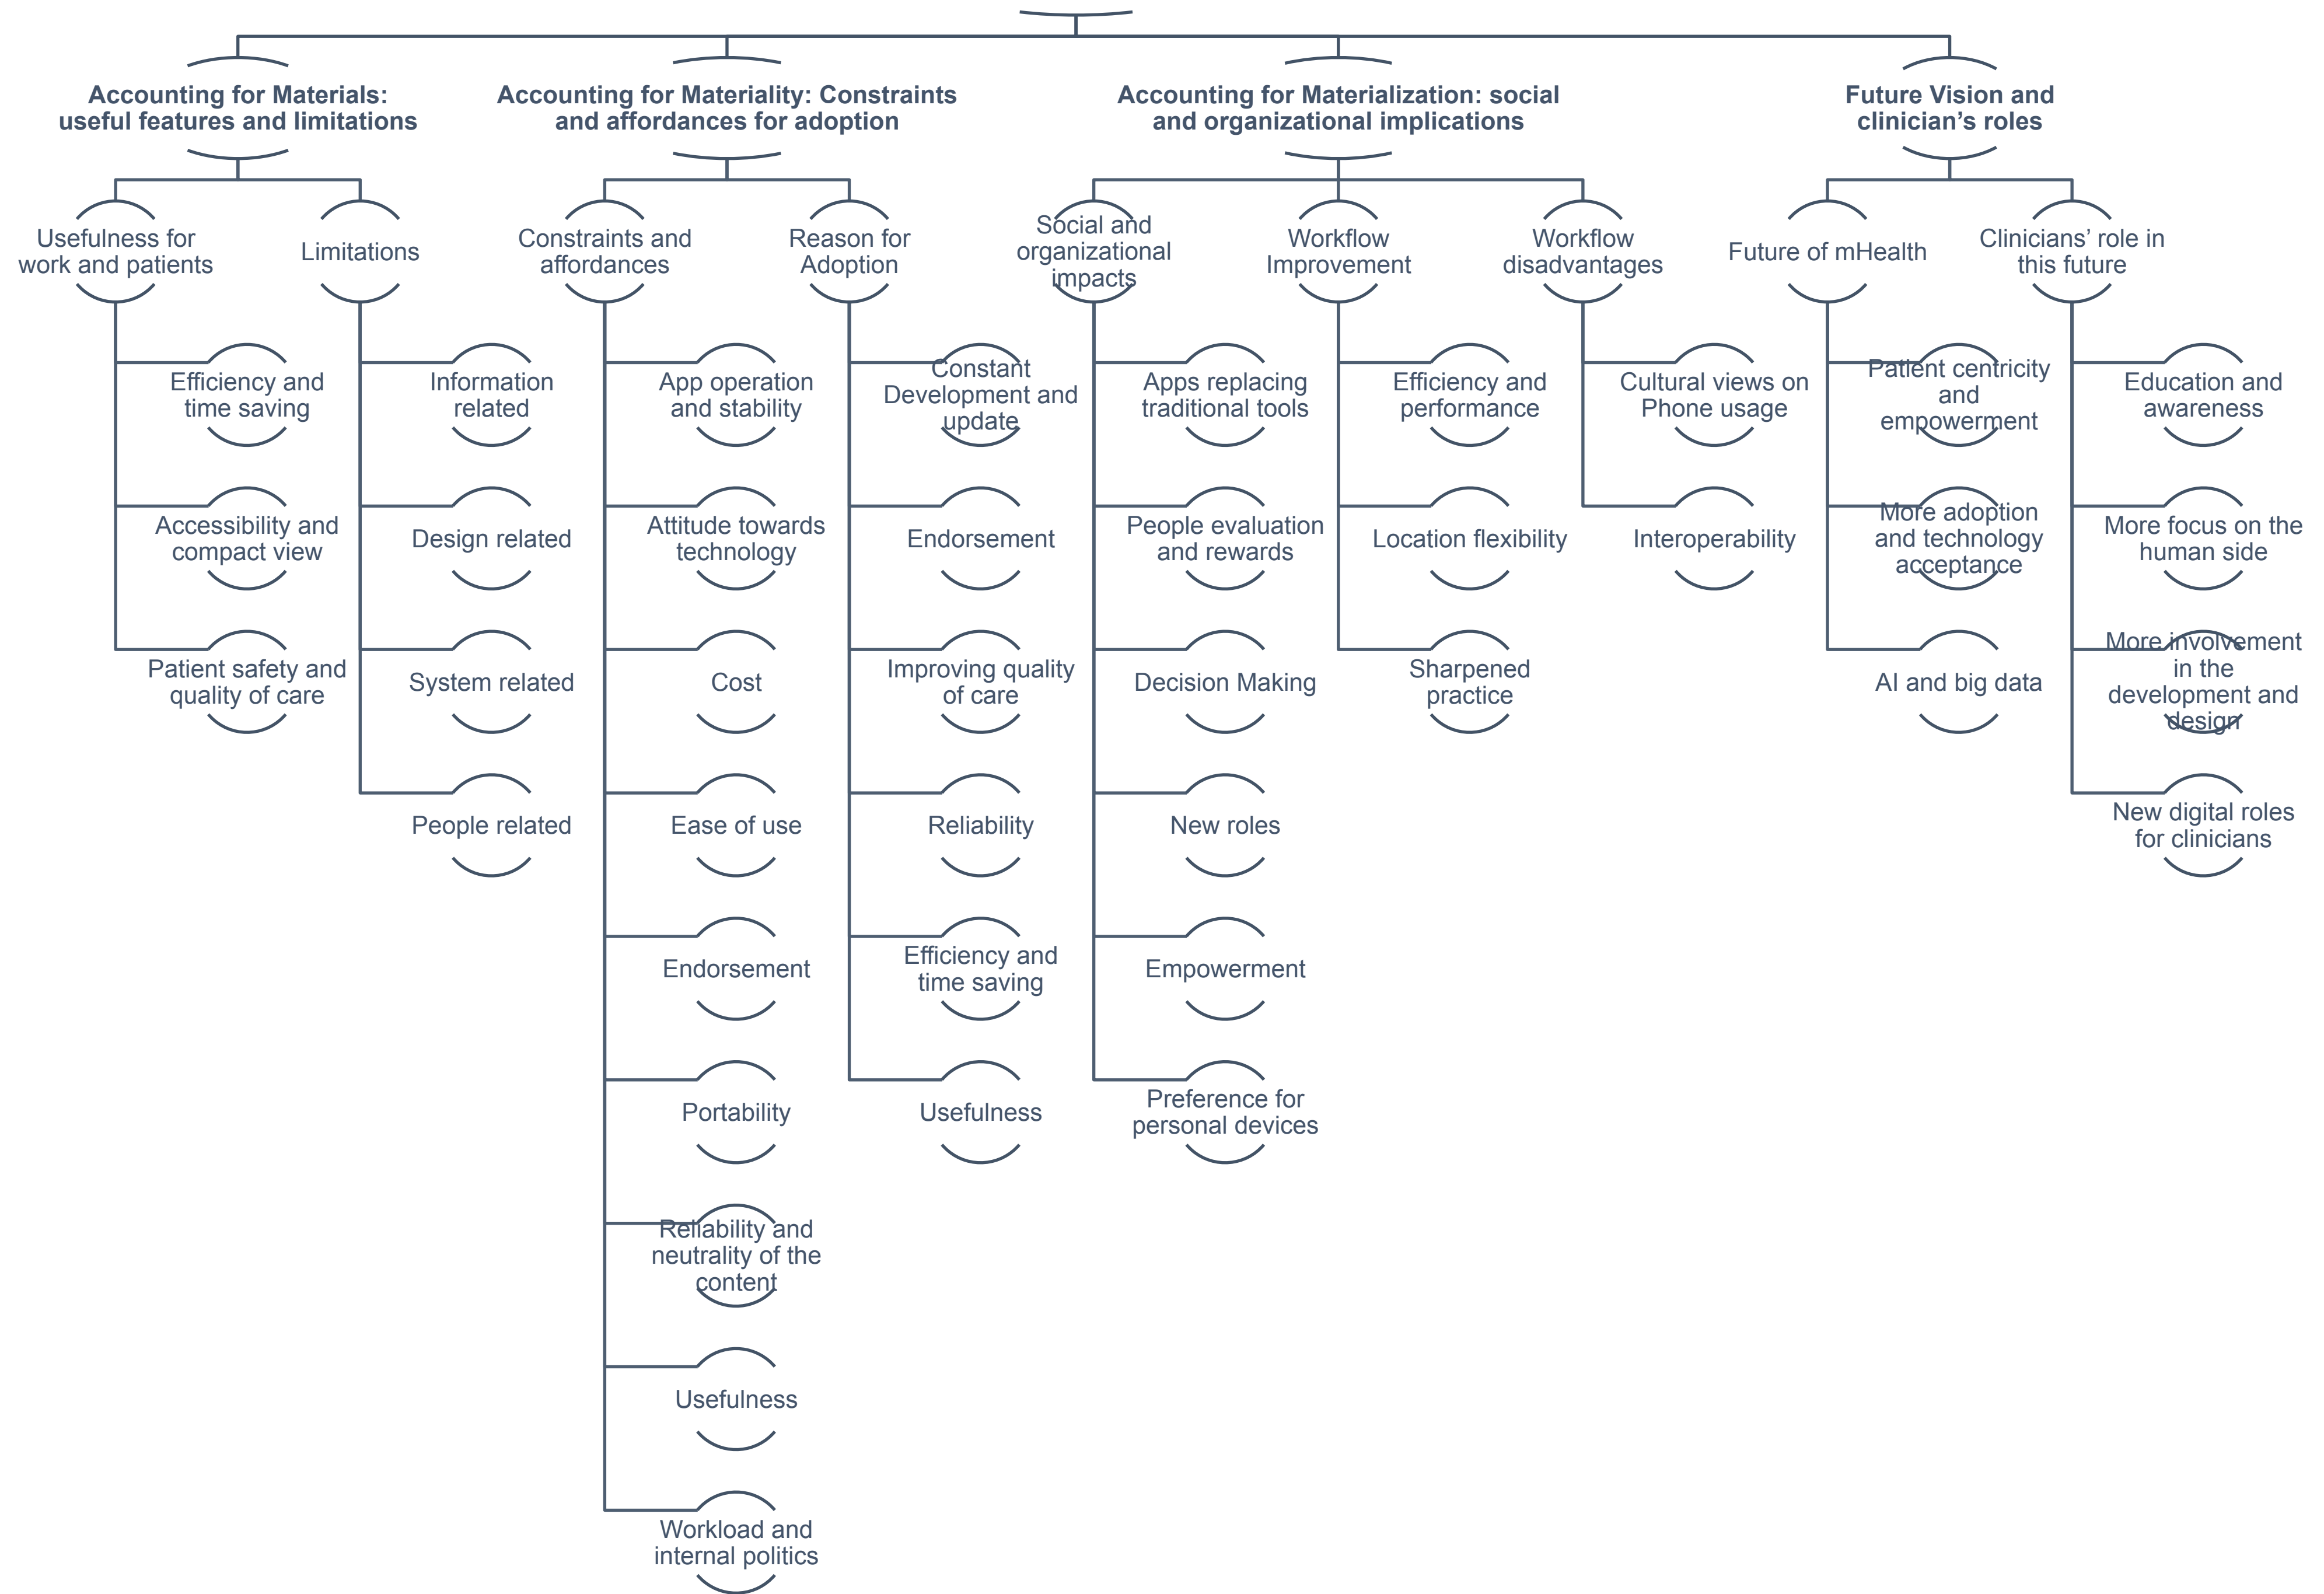 Accounting for Materials:
useful features and limitations
Usefulness for
work and patients
Efficiency and
time saving
Accessibility and
compact view
Patient safety and
quality of care
Limitations
Information
related
Design related
System related
People related
Accounting for Materiality: Constraints
and affordances for adoption
Constraints and
affordances
App operation
and stability
Attitude towards
technology
Cost
Ease of use
Endorsement
Portability
Reliability and
neutrality of the
content
Usefulness
Workload and
internal politics
Reason for
Adoption
Constant
Development and
update
Endorsement
Improving quality
of care
Reliability
Efficiency and
time saving
Usefulness
Accounting for Materialization: social
and organizational implications
Social and
organizational
impacts
Apps replacing
traditional tools
People evaluation
and rewards
Decision Making
New roles
Empowerment
Preference for
personal devices
Workflow
Improvement
Efficiency and
performance
Location flexibility
Sharpened
practice
Workflow
disadvantages
Cultural views on
Phone usage
Interoperability
Future Vision and
clinician’s roles
Future of mHealth
Patient centricity
and
empowerment
More adoption
and technology
acceptance
AI and big data
Clinicians’ role in
this future
Education and
awareness
More focus on the
human side
More involvement
in the
development and
design
New digital roles
for clinicians